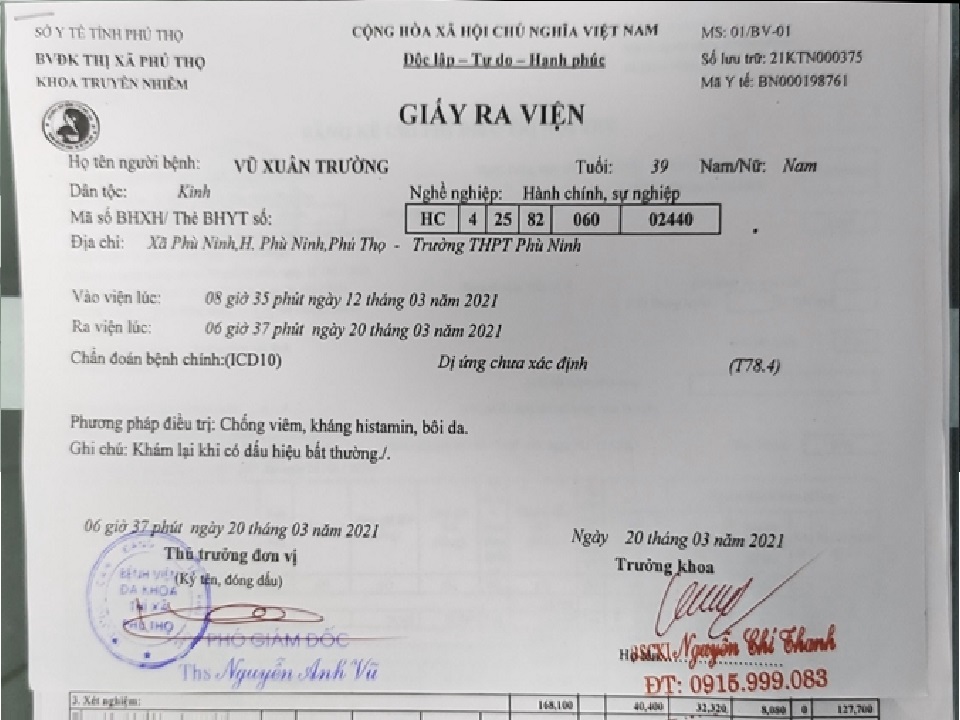 SỞ Y TẾ TỈNH PHÚ THỌ
BVĐK THỊ XÃ PHÚ THỌ
KHOA TRUYỀN NHIỄM
CỘNG HÒA XÃ HỘI CHỦ NGHĨA VIỆT NAM
Độc lập – Tự do – Hạnh phúc
MS: 01/BV-01
Số lưu trữ: 21KTN000375
Mã Y tế: BN000198761
GIẤY RA VIỆN
Họ tên người bệnh: VŨ XUÂN TRƯỜNG Tuổi: 39 Nam/Nữ: Nam
Dân tộc: Kinh Nghề nghiệp: Hành chính, sự nghiệp
Mã số BHXH/ Thẻ BHYT số: HC 4 25 82 060 02440
Địa chỉ: Xã Phù Ninh,H. Phù Ninh,Phú Thọ - Trường THPT Phù Ninh
Vào viện lúc: 08 giờ 35 phút ngày 12 tháng 03 năm 2021
Ra viện lúc: 06 giờ 37 phút ngày 20 tháng 03 năm 2021
Chẩn đoán bệnh chính:(ICD10) Dị ứng chưa xác định (T78.4)
Phương pháp điều trị: Chống viêm, kháng histamin, bôi da.
Ghi chú: Khám lại khi có dấu hiệu bất thường./.
06 giờ 37 phút ngày 20 tháng 03 năm 2021
Thủ trưởng đơn vị
(Ký tên, đóng dấu)
BỆNH VIỆN
ĐA KHOA
THỊ XÃ
PHÚ THỌ
PHÓ GIÁM ĐỐC
Ths Nguyễn Anh Vũ
Ngày 20 tháng 03 năm 2021
Trưởng khoa
BSCKI. Nguyễn Chí Thanh
ĐT: 0915.999.083
3. Xét nghiệm: 168,100 40,400 32,320 8,080 0 127,700